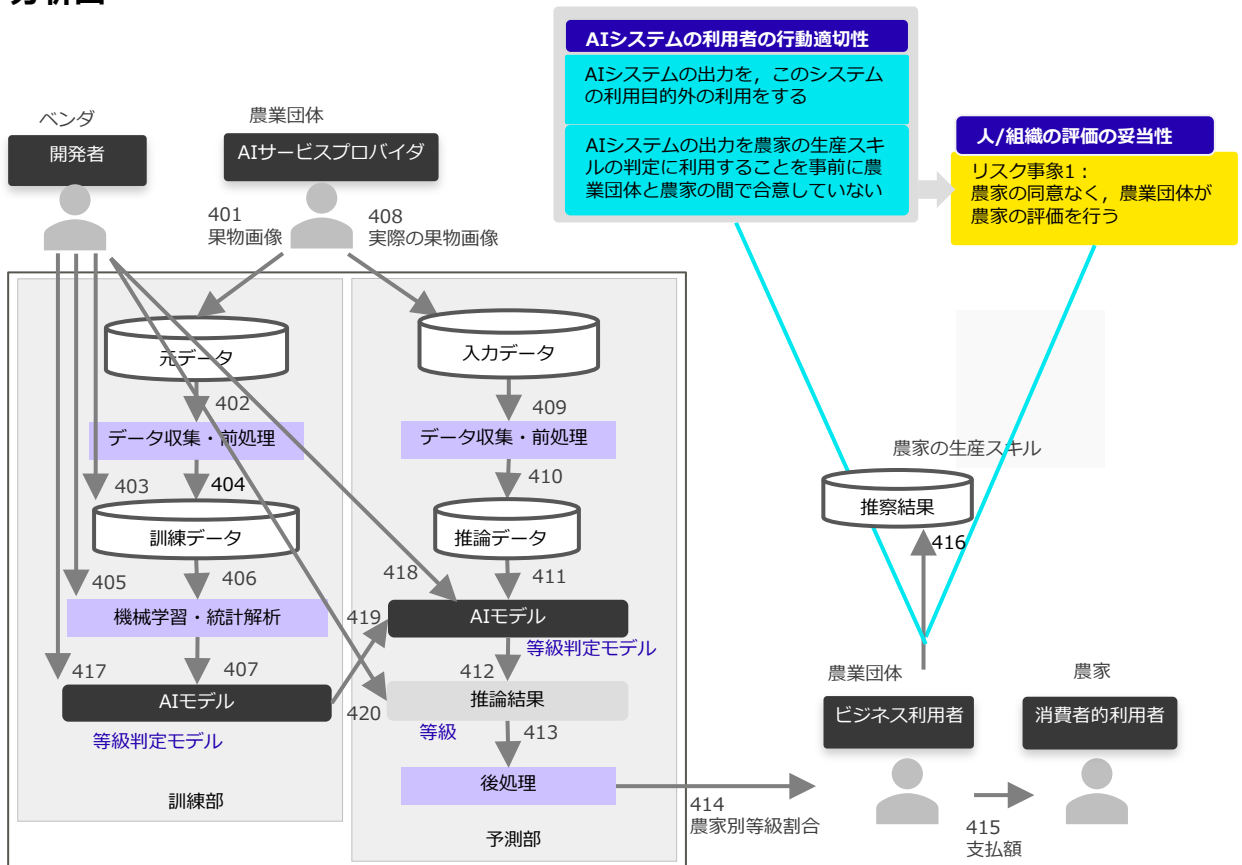 AIシステムの利用者の行動適切性
AIシステムの出力を，このシステム
の利用目的外の利用をする
AIシステムの出力を農家の生産スキ
ルの判定に利用することを事前に農
業団体と農家の間で合意していない
人/組織の評価の妥当性
リスク事象1：
農家の同意なく，農業団体が
農家の評価を行う
ベンダ
開発者
農業団体
AIサービスプロバイダ
401
果物画像
408
実際の果物画像
元データ
402
データ収集・前処理
403
404
訓練データ
405
406
機械学習・統計解析
417
407
AIモデル
等級判定モデル
訓練部
入力データ
409
データ収集・前処理
410
推論データ
418
411
419
AIモデル
等級判定モデル
412
420
推論結果
等級
413
後処理
予測部
414
農家別等級割合
農家の生産スキル
推察結果
416
農業団体
ビジネス利用者
農家
消費者的利用者
415
支払額